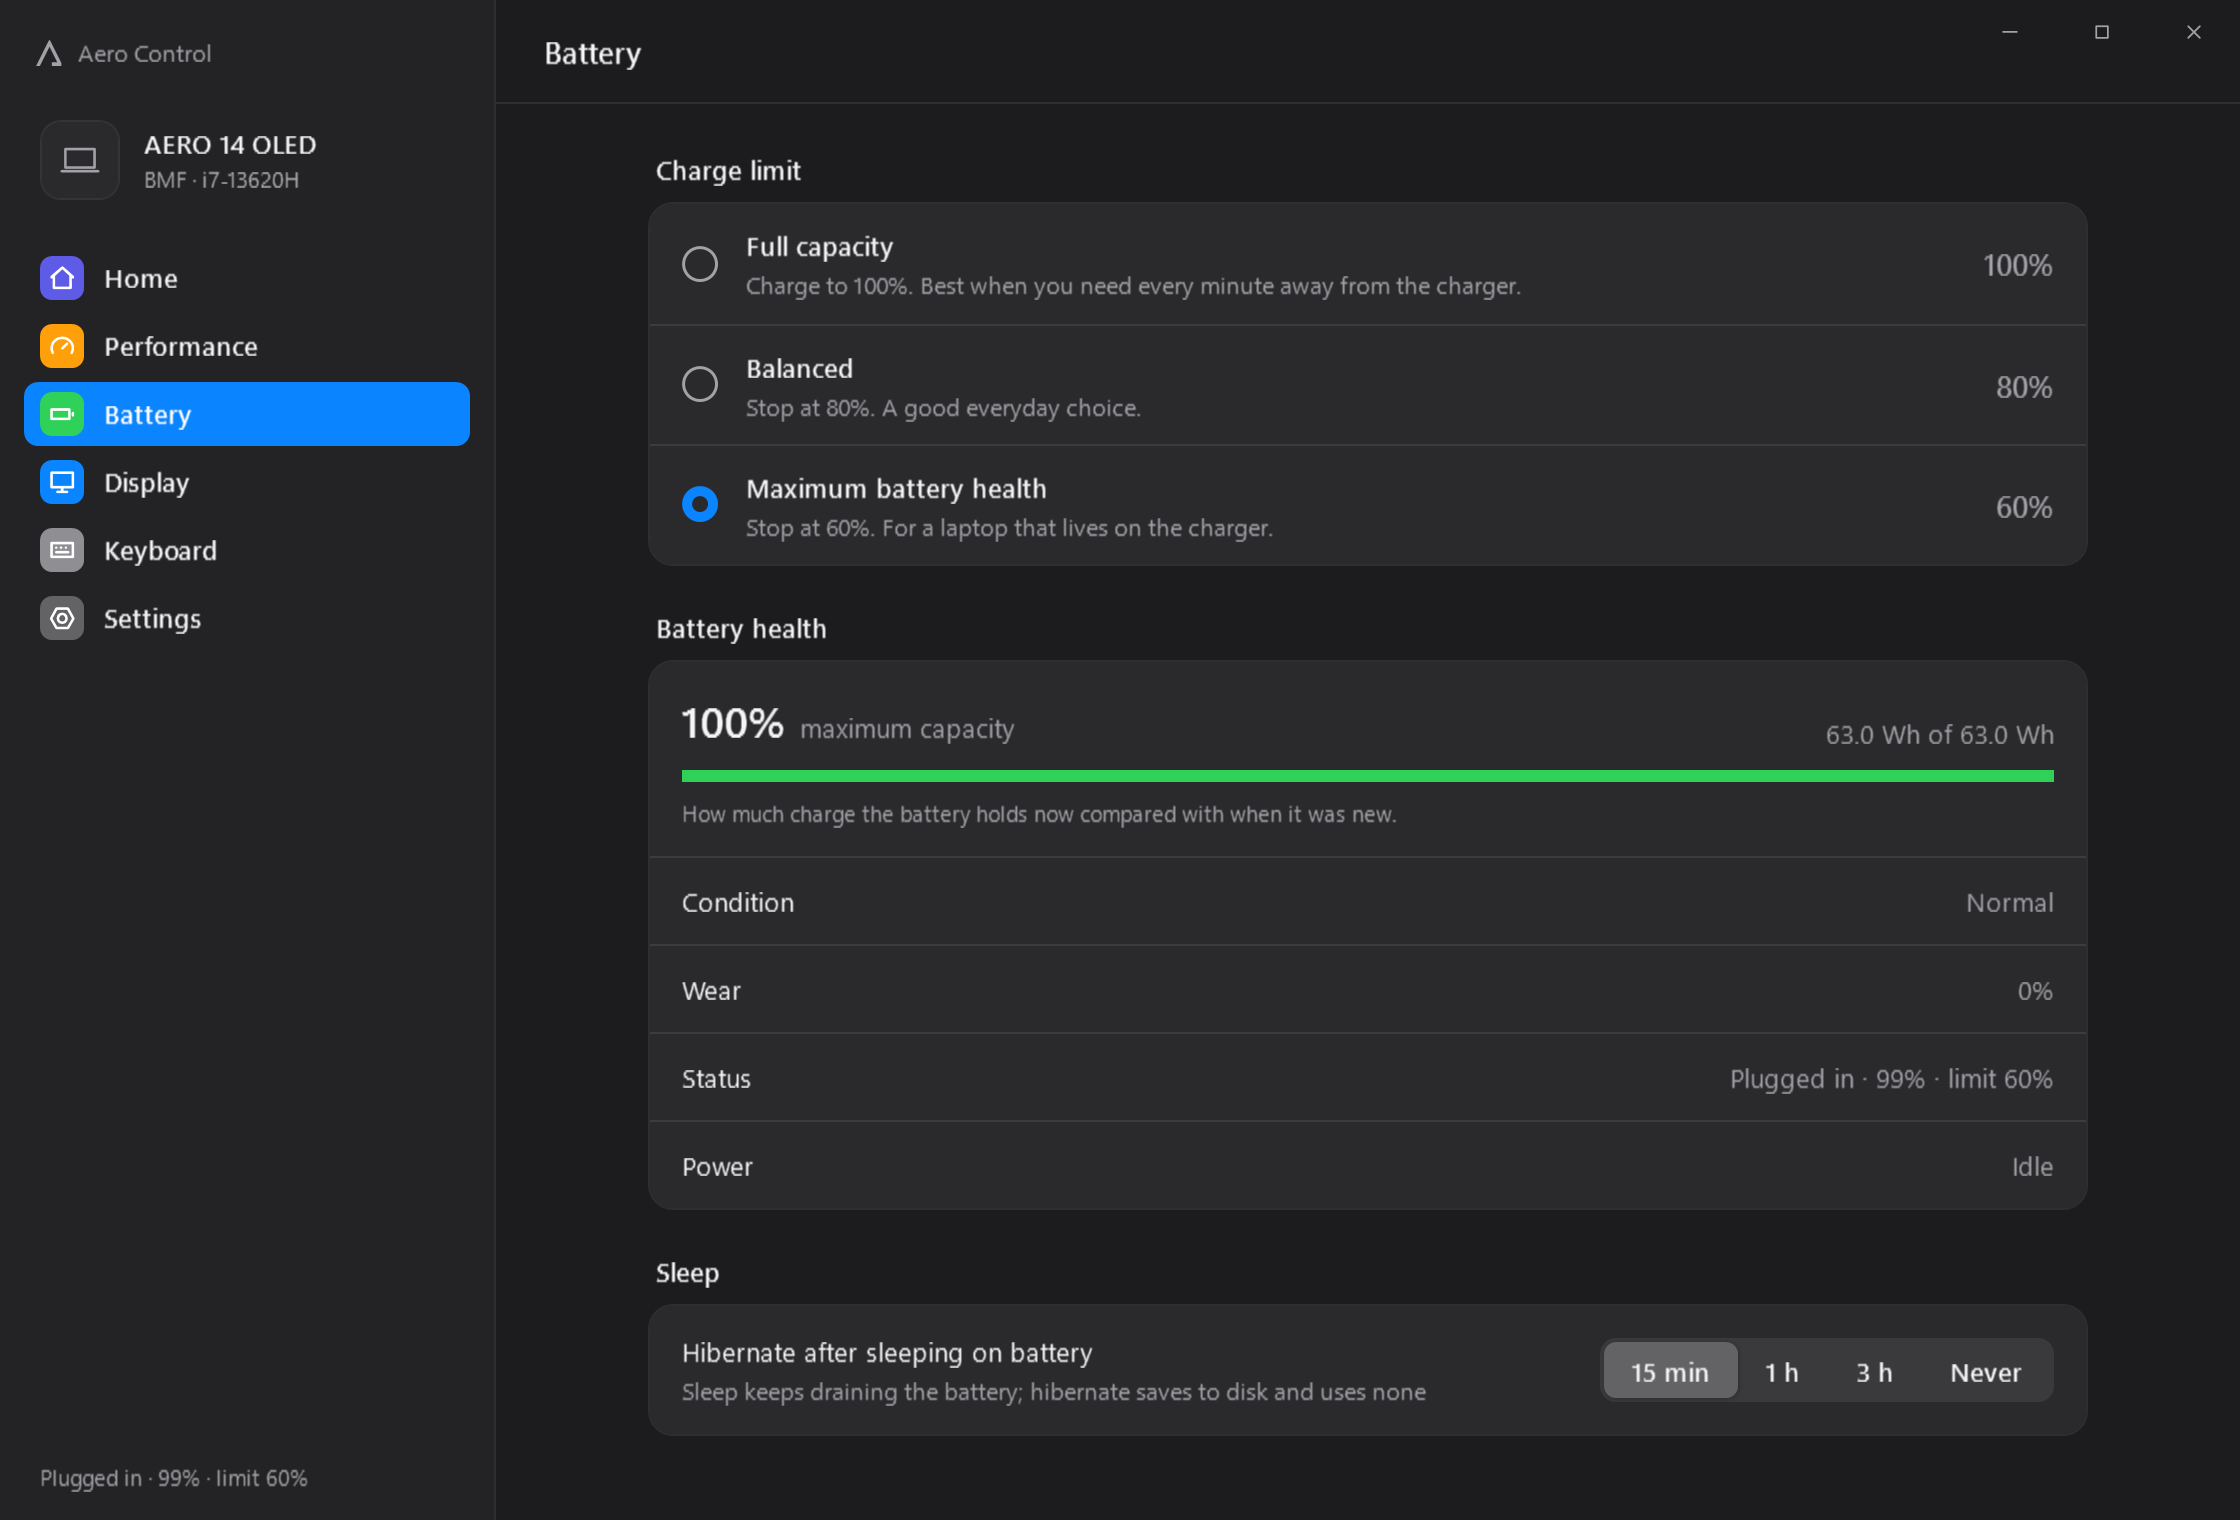 Aero Control
AERO 14 OLED
BMF · i7-13620H
Home
Performance
Battery
Display
Keyboard
Settings
Plugged in · 99% · limit 60%
Battery
Charge limit
Full capacity
Charge to 100%. Best when you need every minute away from the charger.
100%
Balanced
Stop at 80%. A good everyday choice.
80%
Maximum battery health
Stop at 60%. For a laptop that lives on the charger.
60%
Battery health
100% maximum capacity
63.0 Wh of 63.0 Wh
How much charge the battery holds now compared with when it was new.
Condition
Normal
Wear
0%
Status
Plugged in · 99% · limit 60%
Power
Idle
Sleep
Hibernate after sleeping on battery
Sleep keeps draining the battery; hibernate saves to disk and uses none
15 min 1 h 3 h Never